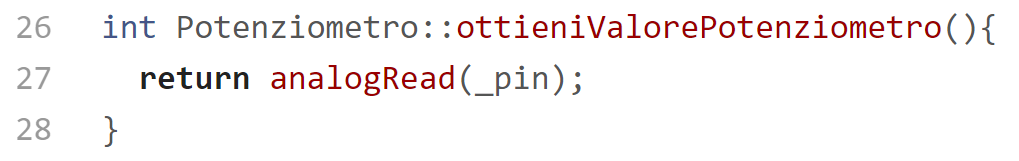 26 int Potenziometro::ottieniValorePotenziometro(){
27 return analogRead(_pin);
28 }